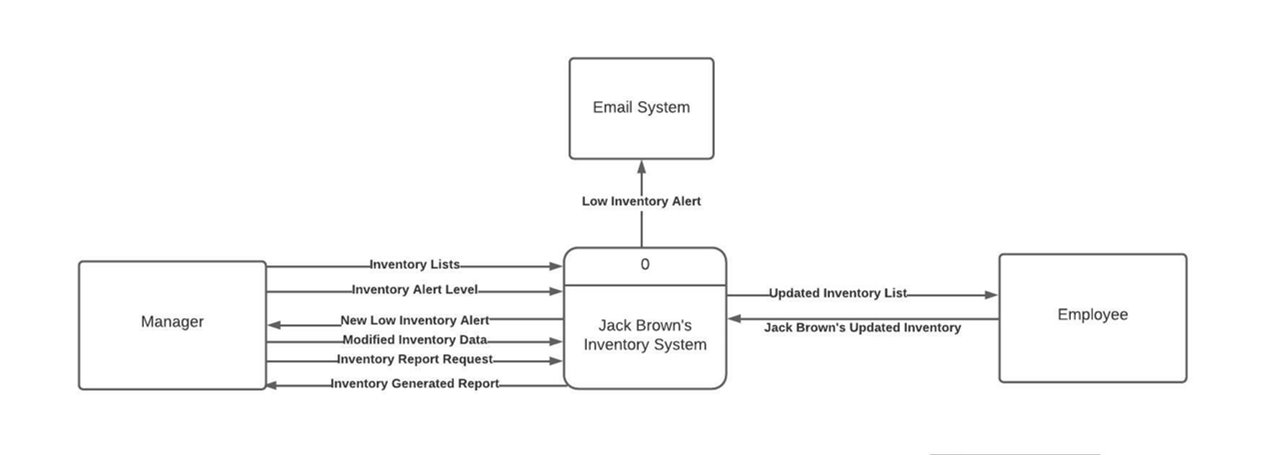 Email System
Low Inventory Alert
0
Jack Brown's
Inventory System
Manager
Inventory Lists
Inventory Alert Level
New Low Inventory Alert
Modified Inventory Data
Inventory Report Request
Inventory Generated Report
Updated Inventory List
Jack Brown's Updated Inventory
Employee